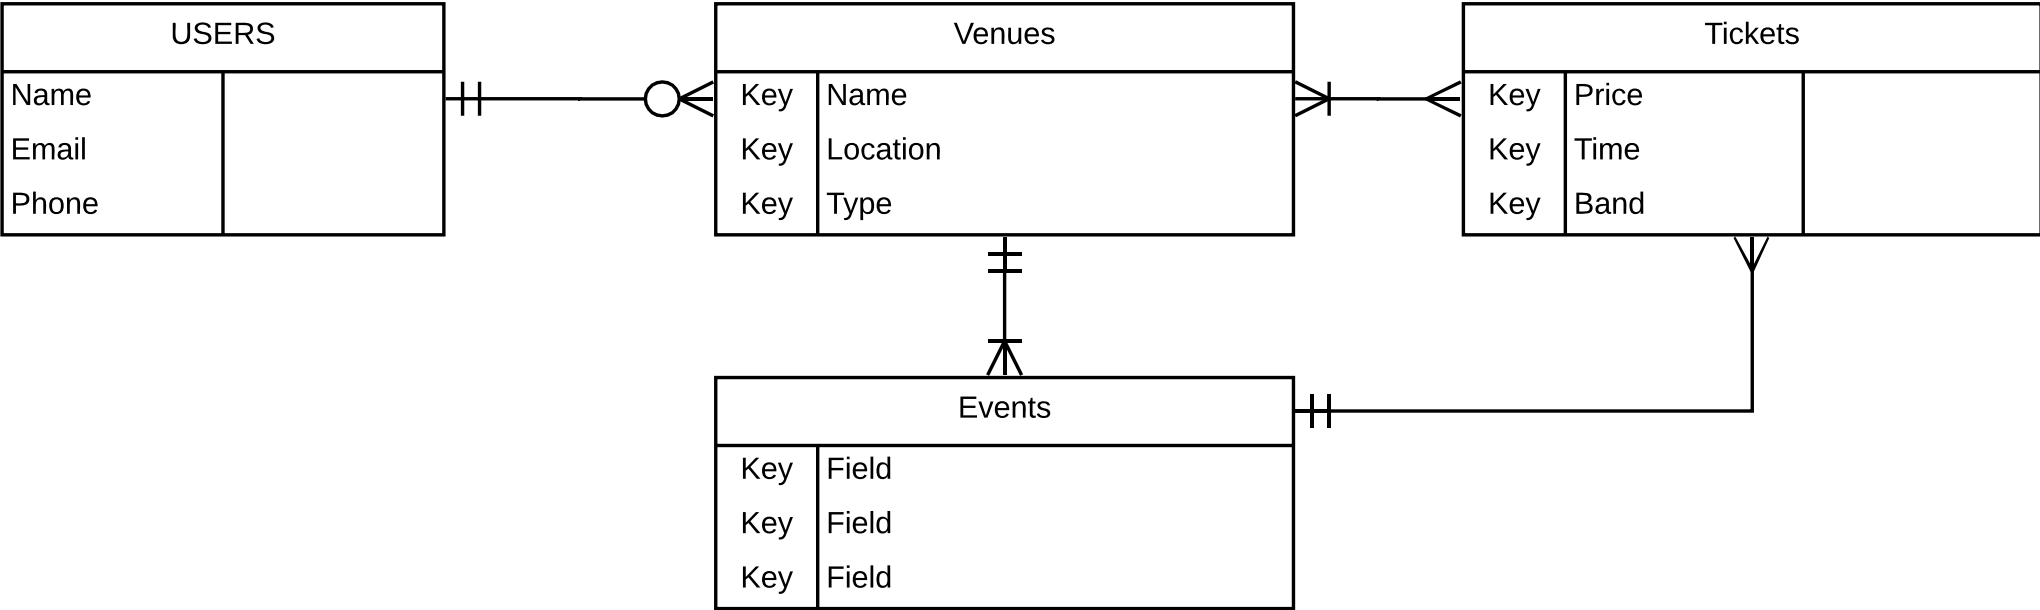 USERS
Name
Email
Phone
Venues
Key Name
Key Location
Key Type
Tickets
Key Price
Key Time
Key Band
Events
Key Field
Key Field
Key Field